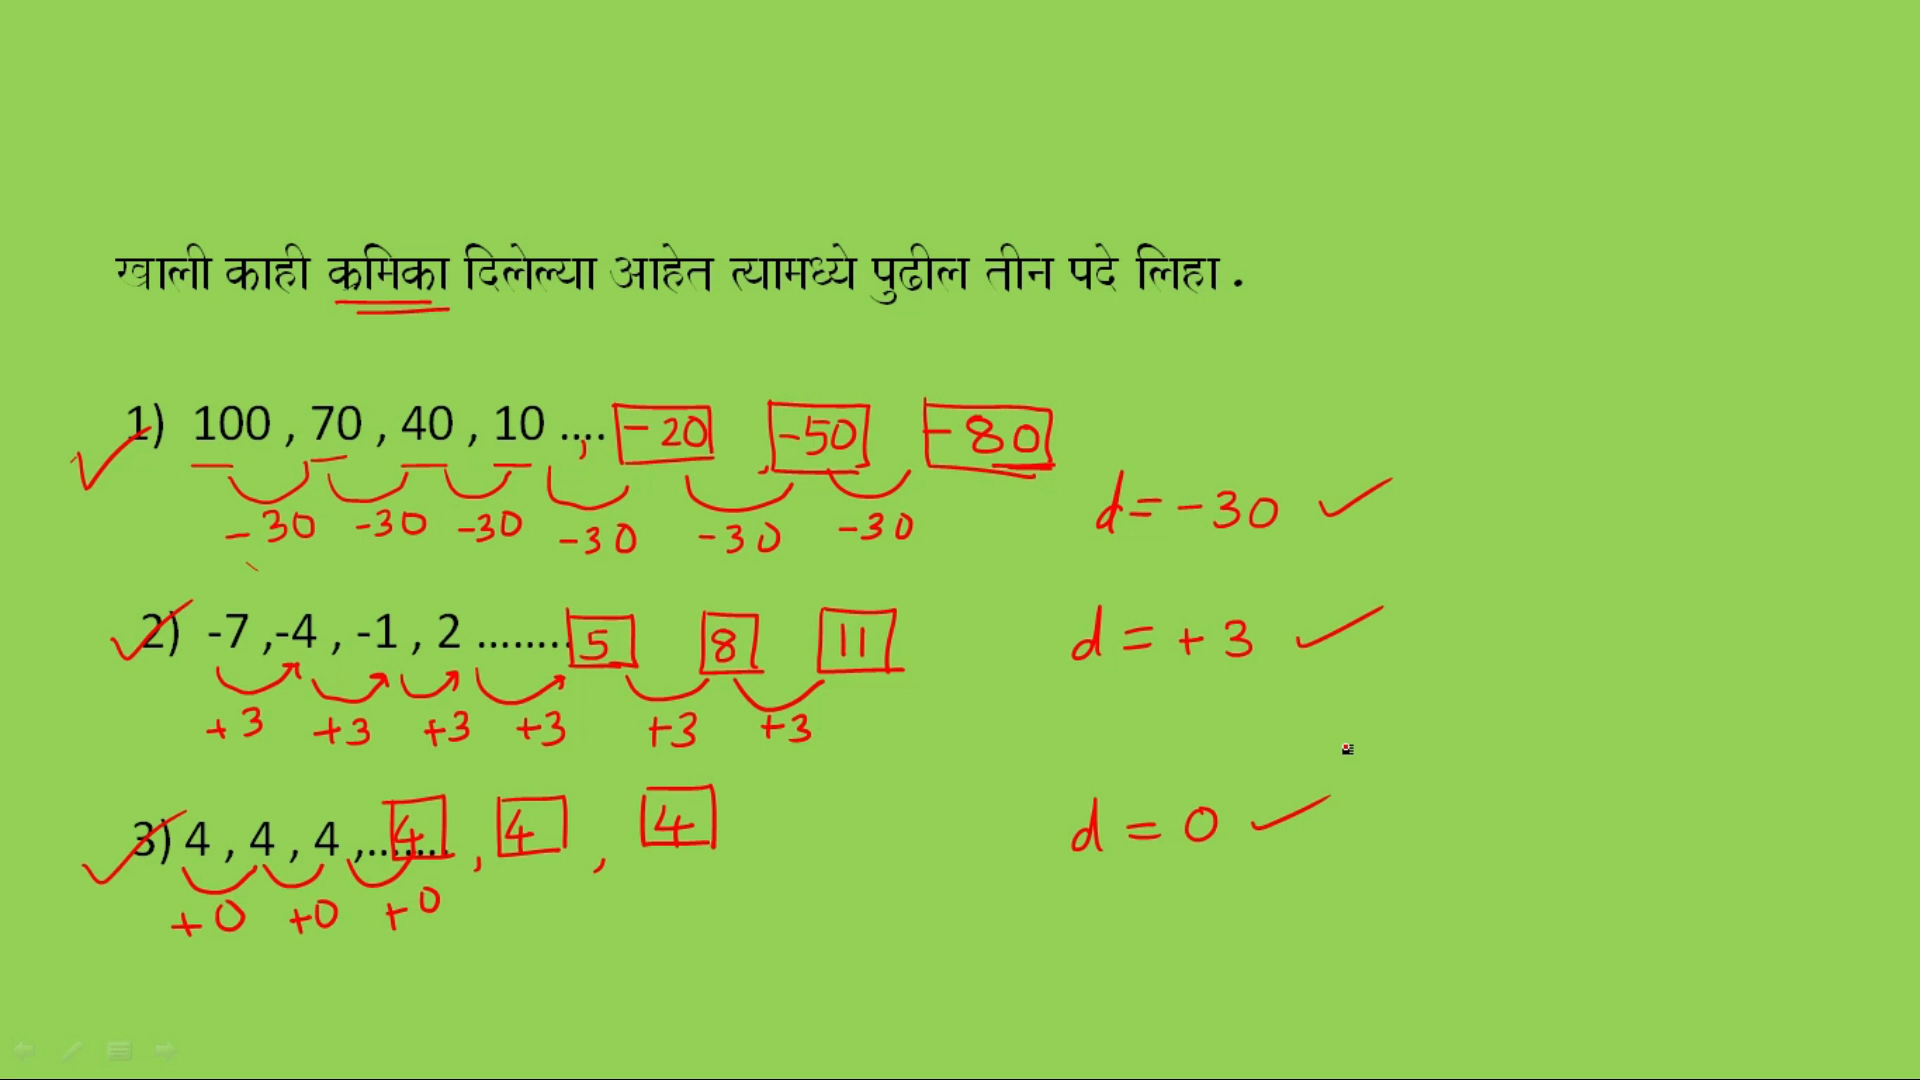 खाली काही क्रमिका दिलेल्या आहेत त्यामध्ये पुढील तीन पदे लिहा .
1) 100 , 70 , 40 , 10 ...., -20 , -50 -80
-30 -30 -30 -30 -30 -30
d = -30 ✓
2) -7 ,-4 , -1 , 2 ........ 5 8 11
+3 +3 +3 +3 +3 +3
d = +3 ✓
3) 4 , 4 , 4 ,....... 4 , 4 , 4
+0 +0 +0
d = 0 ✓